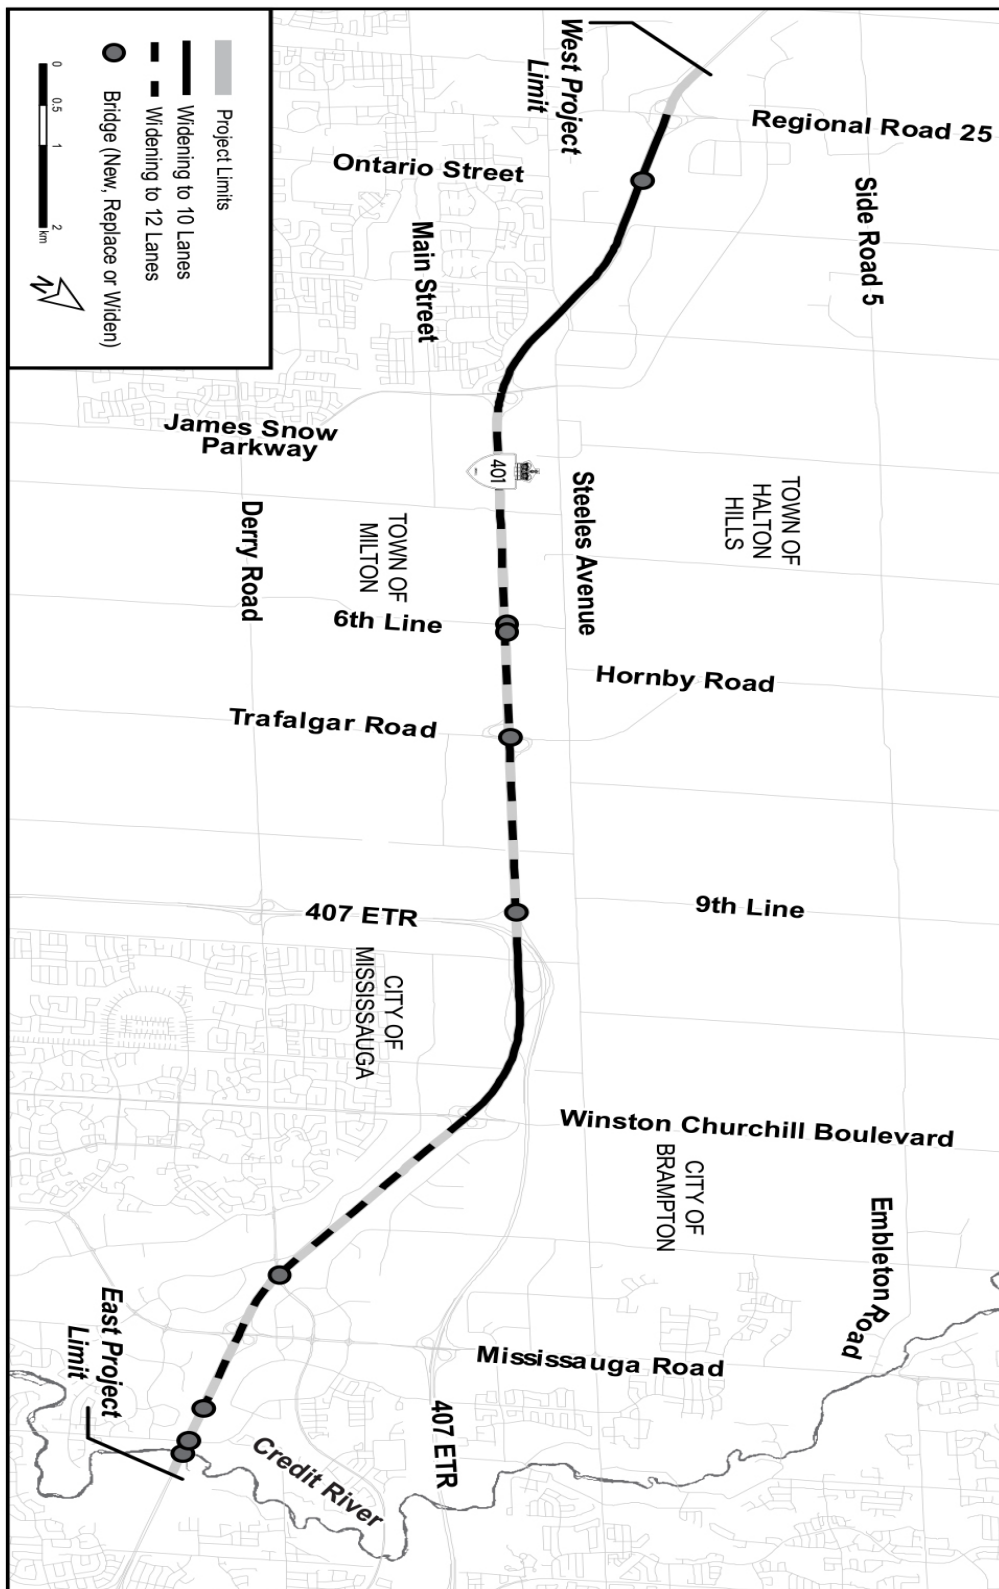 West Project
Limit
Regional Road 25
Ontario Street
Side Road 5
Main Street
James Snow
Parkway
401
Steeles Avenue
TOWN OF
HALTON
HILLS
Derry Road
TOWN OF
MILTON
6th Line
Hornby Road
Trafalgar Road
407 ETR
9th Line
CITY OF
MISSISSAUGA
Winston Churchill Boulevard
CITY OF
BRAMPTON
Embleton Road
Mississauga Road
East Project
Limit
407 ETR
Credit River
Project Limits
Widening to 10 Lanes
Widening to 12 Lanes
Bridge (New, Replace or Widen)
0 0.5 1 2
km
N